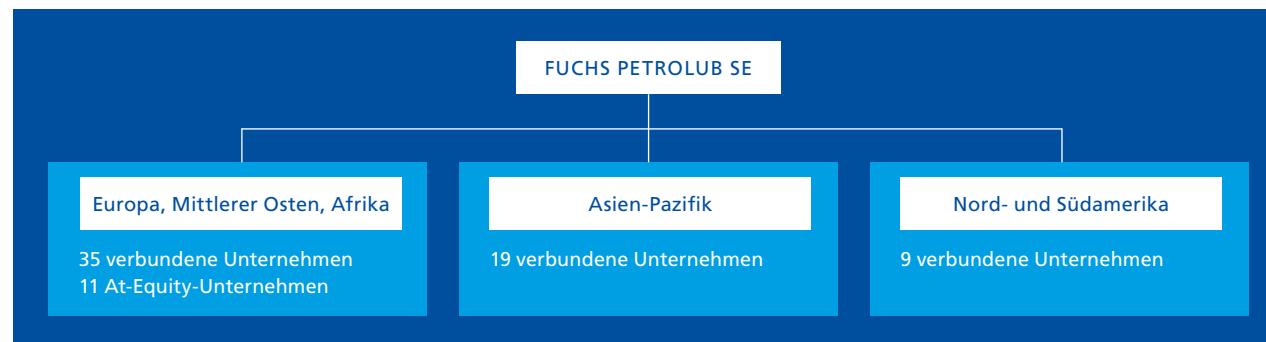 FUCHS PETROLUB SE
Europa, Mittlerer Osten, Afrika
35 verbundene Unternehmen
11 At-Equity-Unternehmen
Asien-Pazifik
19 verbundene Unternehmen
Nord- und Südamerika
9 verbundene Unternehmen